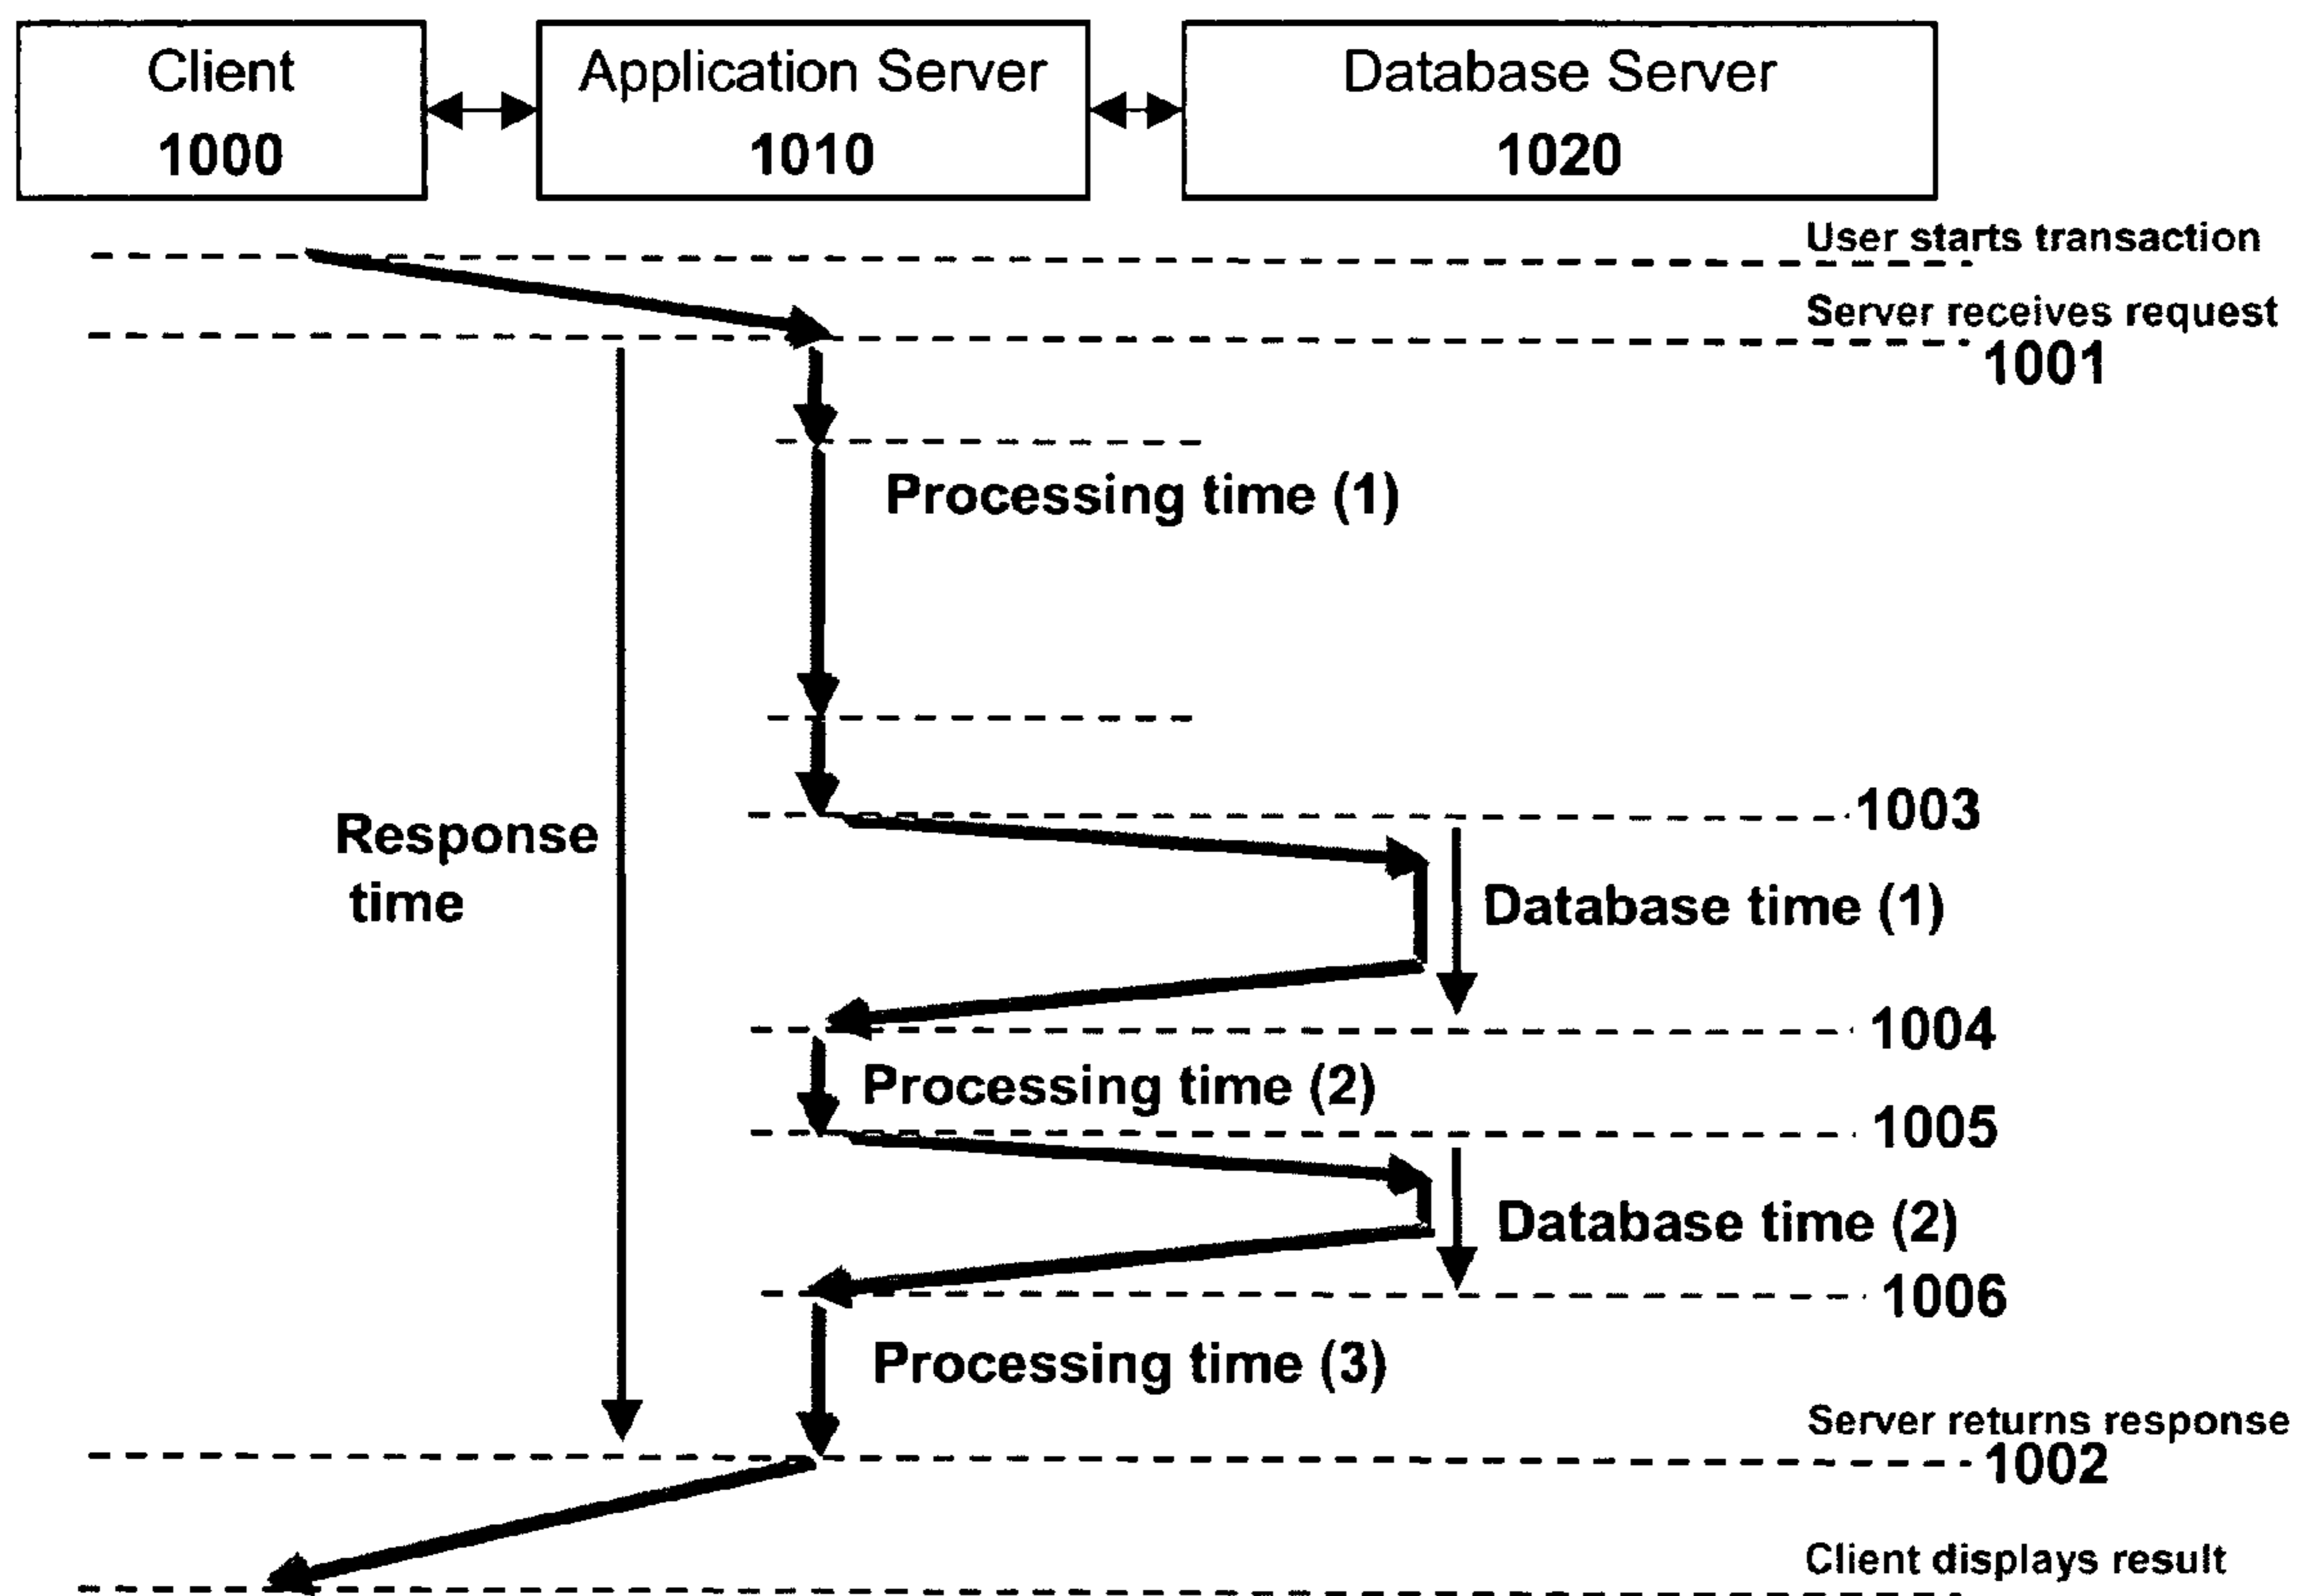 Client
1000
Application Server
1010
Database Server
1020
User starts transaction
Server receives request
1001
Processing time (1)
1003
Response
time
Database time (1)
1004
Processing time (2)
1005
Database time (2)
1006
Processing time (3)
Server returns response
1002
Client displays result